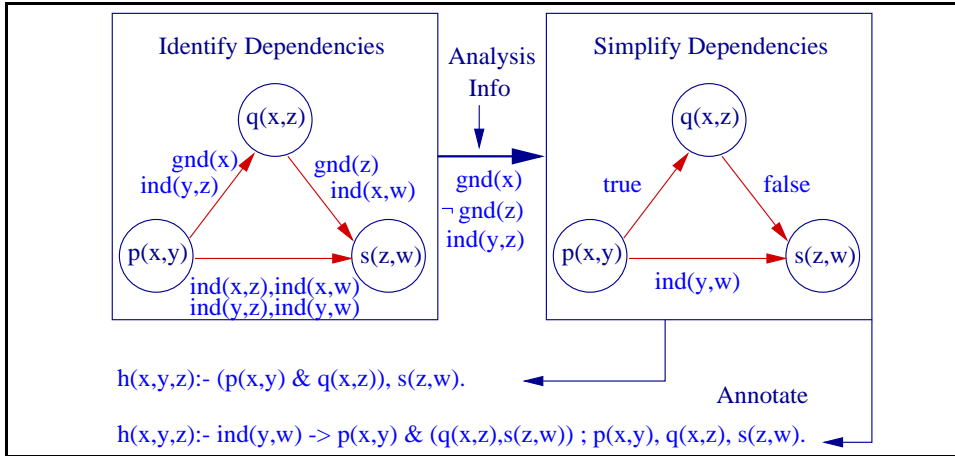 Identify Dependencies
q(x,z)
gnd(x)
ind(y,z)
gnd(z)
ind(x,w)
p(x,y)
s(z,w)
ind(x,z),ind(x,w)
ind(y,z),ind(y,w)
Analysis
Info
gnd(x)
¬ gnd(z)
ind(y,z)
Simplify Dependencies
q(x,z)
true
false
p(x,y)
s(z,w)
ind(y,w)
h(x,y,z):- (p(x,y) & q(x,z)), s(z,w).
Annotate
h(x,y,z):- ind(y,w) -> p(x,y) & (q(x,z),s(z,w)) ; p(x,y), q(x,z), s(z,w).